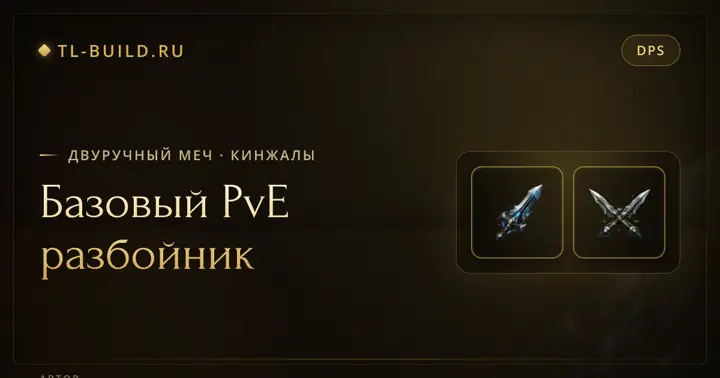 TL-BUILD.RU
DPS
ДВУРУЧНЫЙ МЕЧ · КИНЖАЛЫ
Базовый PvE
разбойник